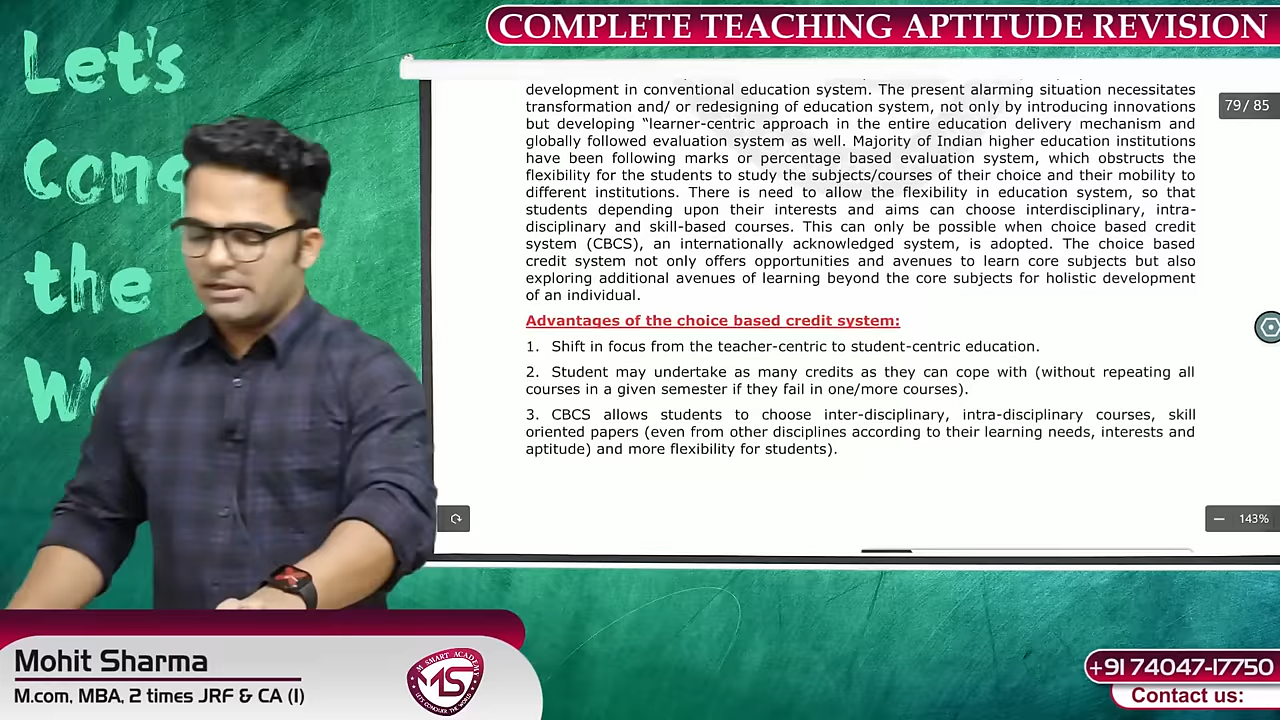 COMPLETE TEACHING APTITUDE REVISION
Let's
the
79 / 85
development in conventional education system. The present alarming situation necessitates
transformation and/ or redesigning of education system, not only by introducing innovations
but developing “learner-centric approach in the entire education delivery mechanism and
globally followed evaluation system as well. Majority of Indian higher education institutions
have been following marks or percentage based evaluation system, which obstructs the
flexibility for the students to study the subjects/courses of their choice and their mobility to
different institutions. There is need to allow the flexibility in education system, so that
students depending upon their interests and aims can choose interdisciplinary, intra-
disciplinary and skill-based courses. This can only be possible when choice based credit
system (CBCS), an internationally acknowledged system, is adopted. The choice based
credit system not only offers opportunities and avenues to learn core subjects but also
exploring additional avenues of learning beyond the core subjects for holistic development
of an individual.
Advantages of the choice based credit system:
1. Shift in focus from the teacher-centric to student-centric education.
2. Student may undertake as many credits as they can cope with (without repeating all
courses in a given semester if they fail in one/more courses).
3. CBCS allows students to choose inter-disciplinary, intra-disciplinary courses, skill
oriented papers (even from other disciplines according to their learning needs, interests and
aptitude) and more flexibility for students).
143%
Mohit Sharma
M.com, MBA, 2 times JRF & CA (I)
M SMART ACADEMY
MS
LETS CONQUER THE WORLD
+91 74047-17750
Contact us: